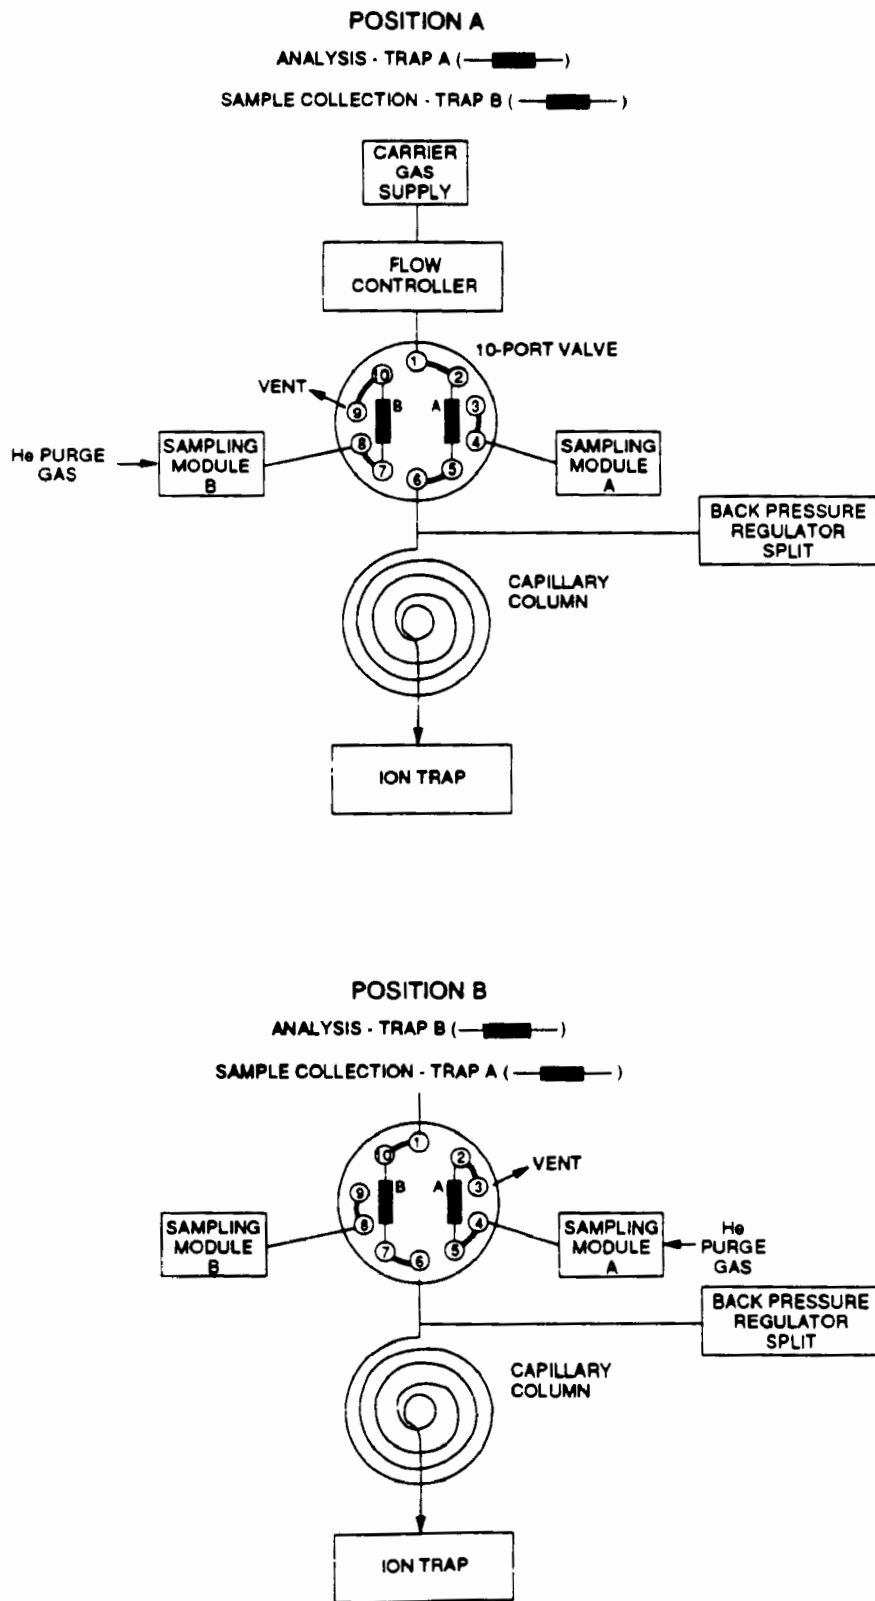 POSITION A
ANALYSIS - TRAP A ( )
SAMPLE COLLECTION - TRAP B ( )
CARRIER
GAS
SUPPLY
FLOW
CONTROLLER
10-PORT VALVE
1
10
2
VENT
B
A
3
9
8
4
He PURGE
GAS
SAMPLING
MODULE
B
7
6
5
SAMPLING
MODULE
A
BACK PRESSURE
REGULATOR
SPLIT
CAPILLARY
COLUMN
ION TRAP
POSITION B
ANALYSIS - TRAP B ( )
SAMPLE COLLECTION - TRAP A ( )
1
10
2
VENT
B
A
9
3
8
4
SAMPLING
MODULE
B
7
6
5
SAMPLING
MODULE
A
He
PURGE
GAS
BACK PRESSURE
REGULATOR
SPLIT
CAPILLARY
COLUMN
ION TRAP